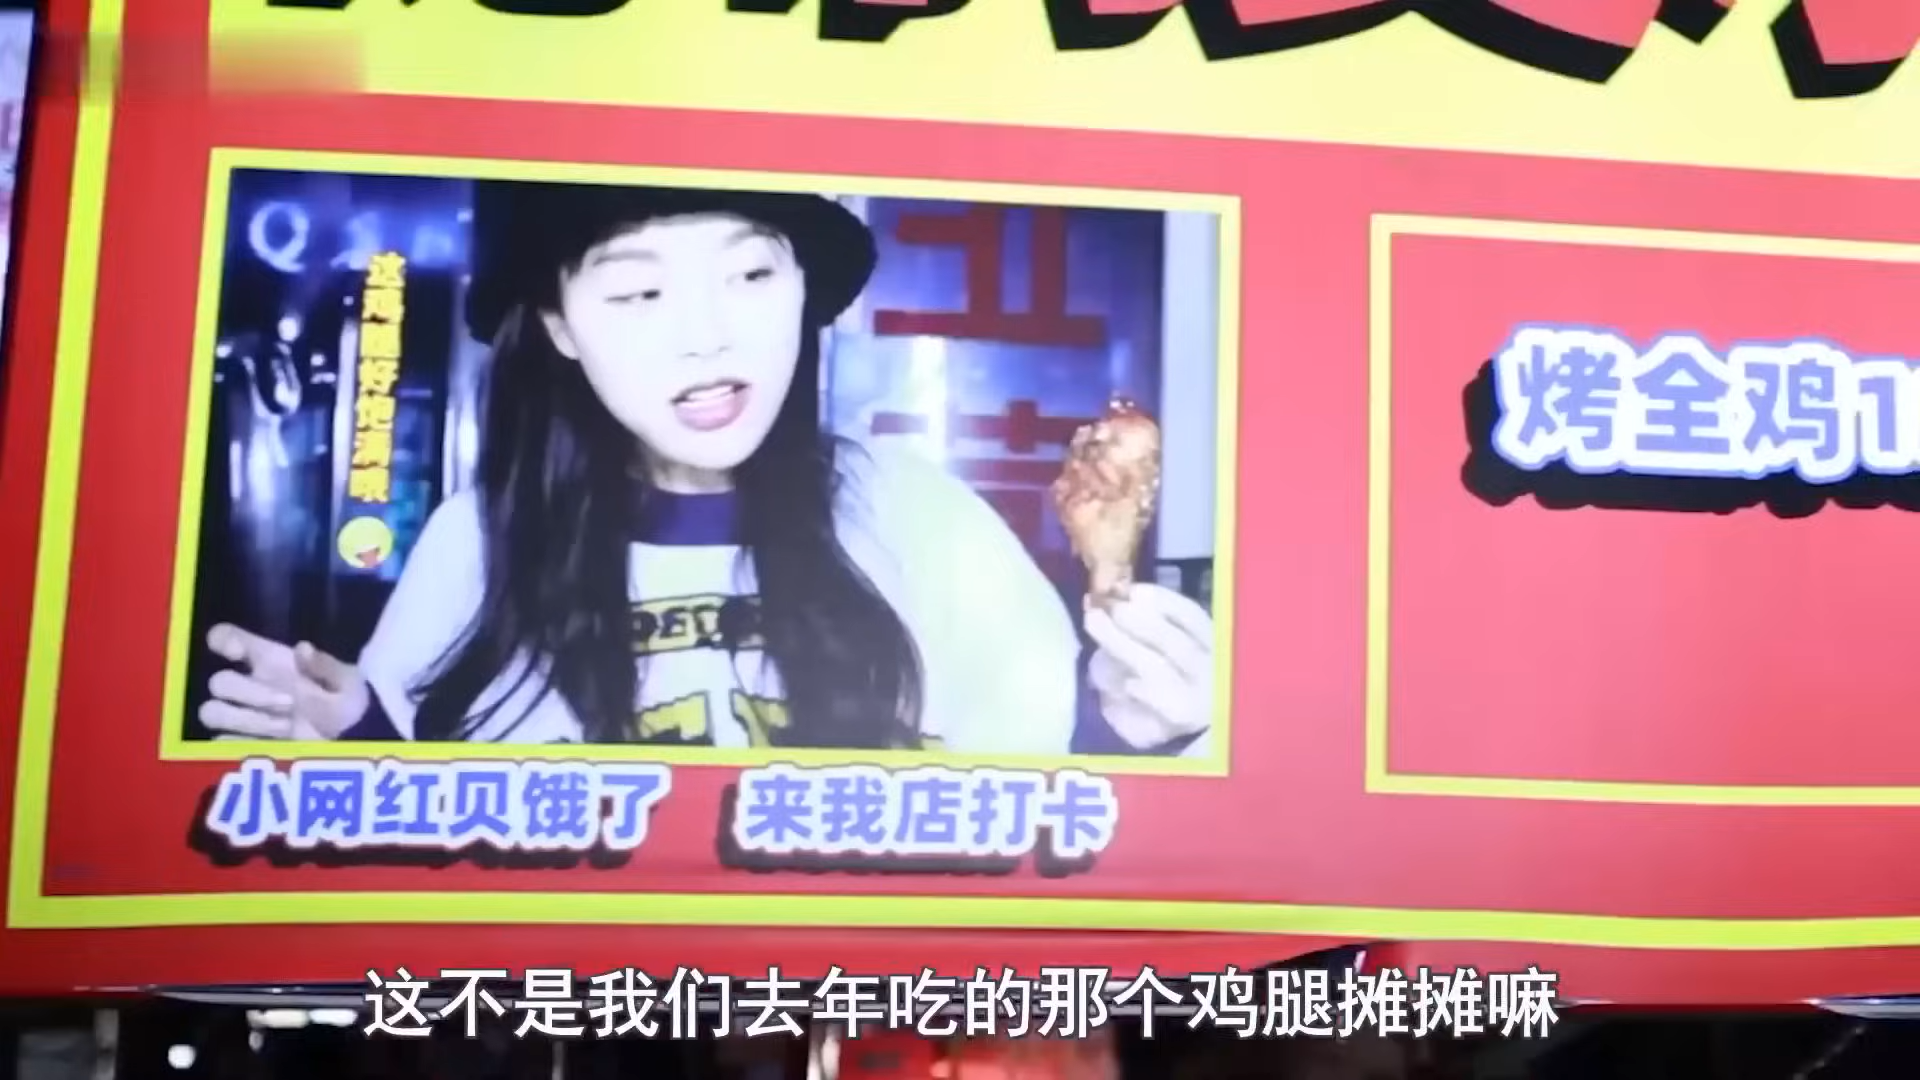 这鸡腿好饱满哦
烤全鸡1
小网红贝饿了 来我店打卡
这不是我们去年吃的那个鸡腿摊摊嘛